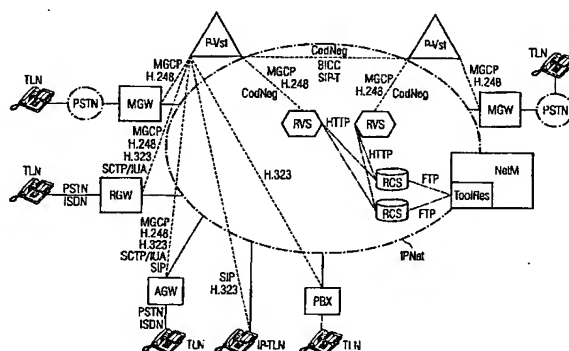 P-Vst
P-Vst
CodNeg
BICC
SIP-T
MGCP
H.248
MGCP
H.248
MGCP
H.248
CodNeg
CodNeg
TLN
PSTN
MGW
RVS
HTTP
RVS
HTTP
TLN
MGW
PSTN
MGCP
H.248
H.323
SCTP/IUA
TLN
PSTN
ISDN
RGW
H.323
RCS
RCS
FTP
FTP
NetM
ToolRes
IPNet
MGCP
H.248
H.323
SCTP/IUA
SIP
SIP
H.323
AGW
PBX
PSTN
ISDN
TLN
IP-TLN
TLN